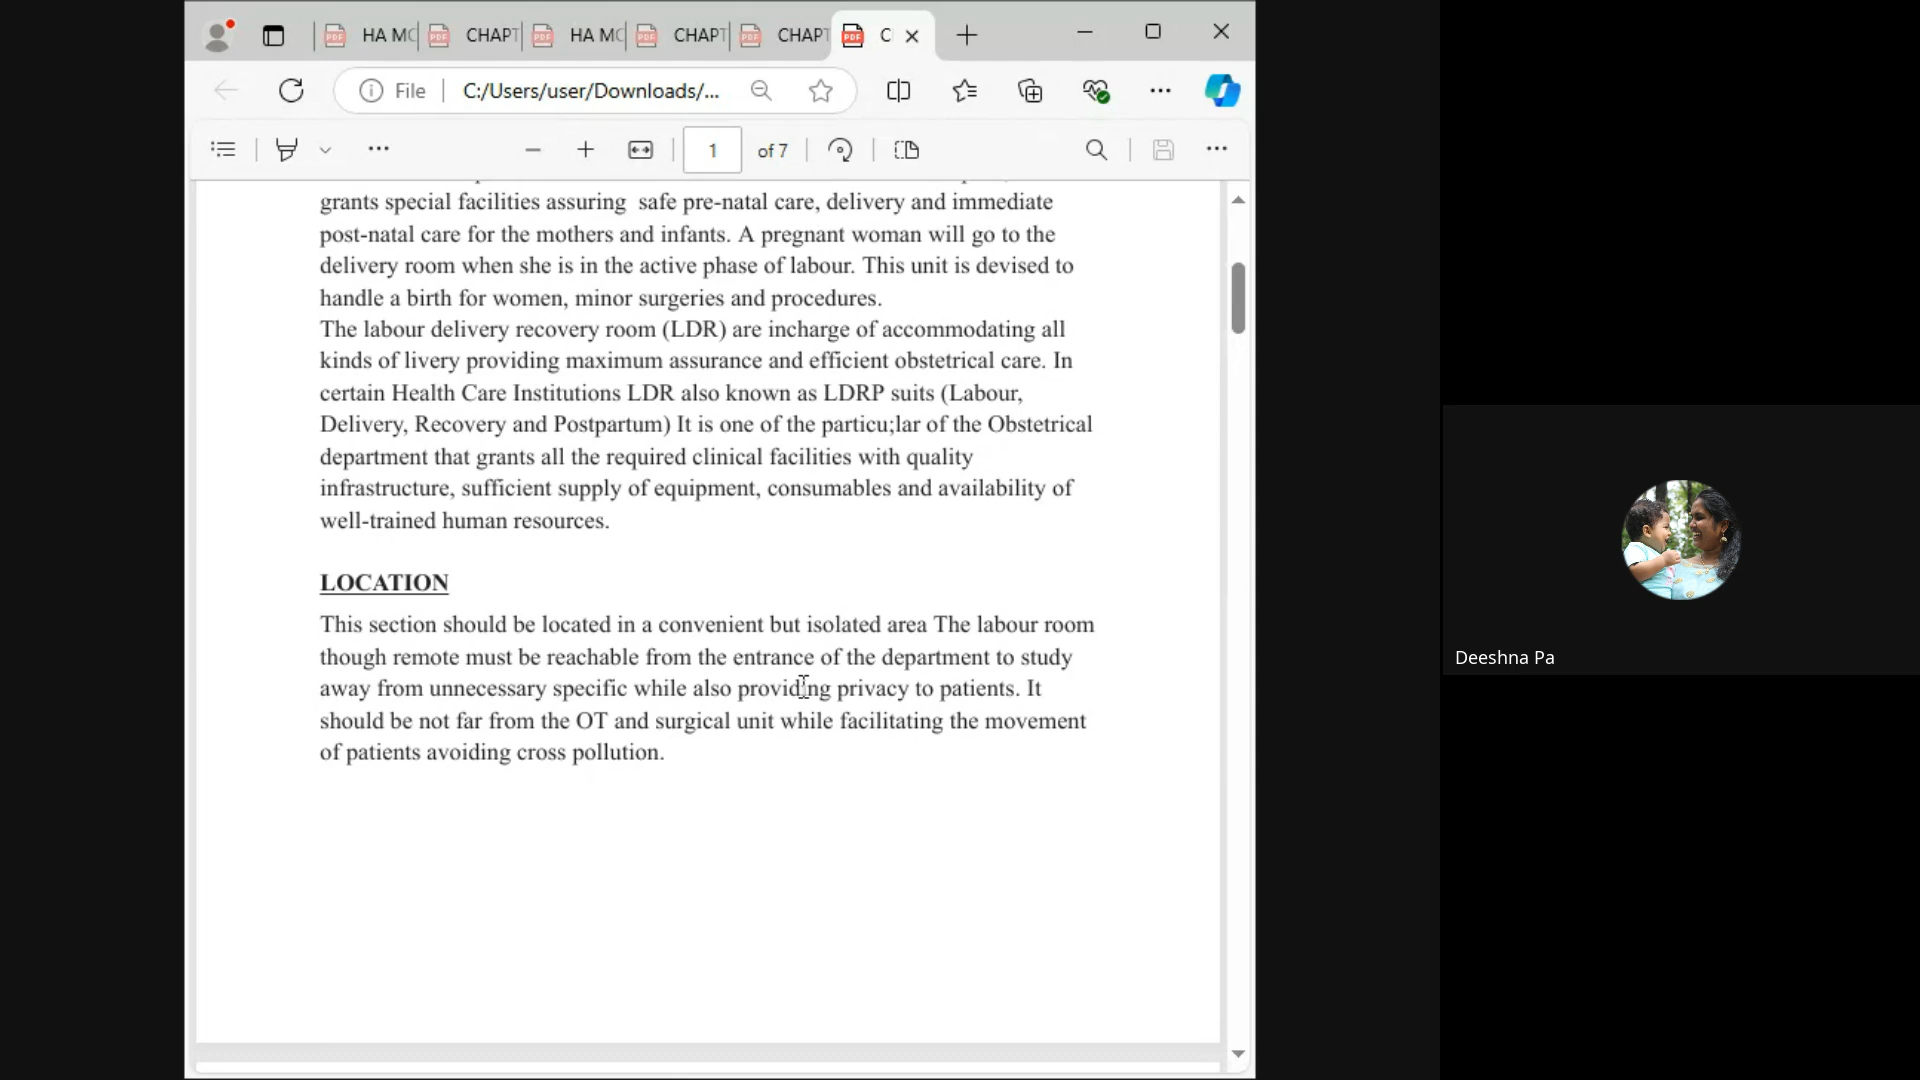 HA MC
CHAPT
HA MC
CHAPT
CHAPT
C
File
C:/Users/user/Downloads/...
1 of 7
grants special facilities assuring safe pre-natal care, delivery and immediate
post-natal care for the mothers and infants. A pregnant woman will go to the
delivery room when she is in the active phase of labour. This unit is devised to
handle a birth for women, minor surgeries and procedures.
The labour delivery recovery room (LDR) are incharge of accommodating all
kinds of livery providing maximum assurance and efficient obstetrical care. In
certain Health Care Institutions LDR also known as LDRP suits (Labour,
Delivery, Recovery and Postpartum) It is one of the particu;lar of the Obstetrical
department that grants all the required clinical facilities with quality
infrastructure, sufficient supply of equipment, consumables and availability of
well-trained human resources.
LOCATION
This section should be located in a convenient but isolated area The labour room
though remote must be reachable from the entrance of the department to study
away from unnecessary specific while also providing privacy to patients. It
should be not far from the OT and surgical unit while facilitating the movement
of patients avoiding cross pollution.
Deeshna Pa